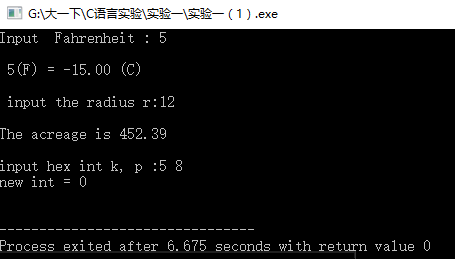 G:\大一下\C语言实验\实验一\实验一（1）.exe
Input  Fahrenheit : 5
5(F) = -15.00 (C)
input the radius r:12
The acreage is 452.39
input hex int k, p :5 8
new int = 0
--------------------------------
Process exited after 6.675 seconds with return value 0